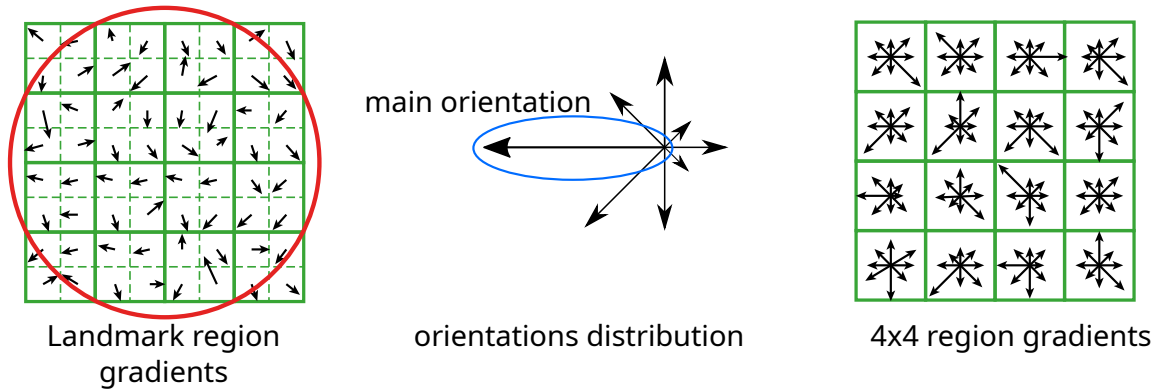 main orientation
Landmark region
gradients
orientations distribution
4x4 region gradients